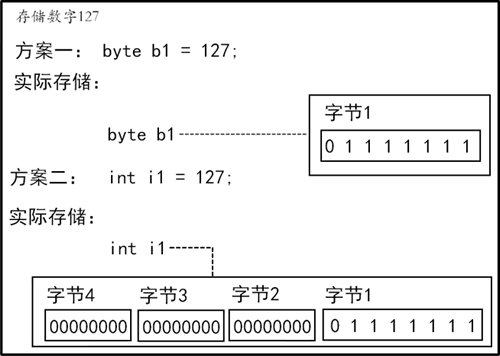 存储数字127
方案一: byte b1 = 127;
实际存储:
字节1
byte b1
0 1 1 1 1 1 1 1
方案二: int i1 = 127;
实际存储:
int i1
字节4 字节3 字节2 字节1
00000000 00000000 00000000 0 1 1 1 1 1 1 1